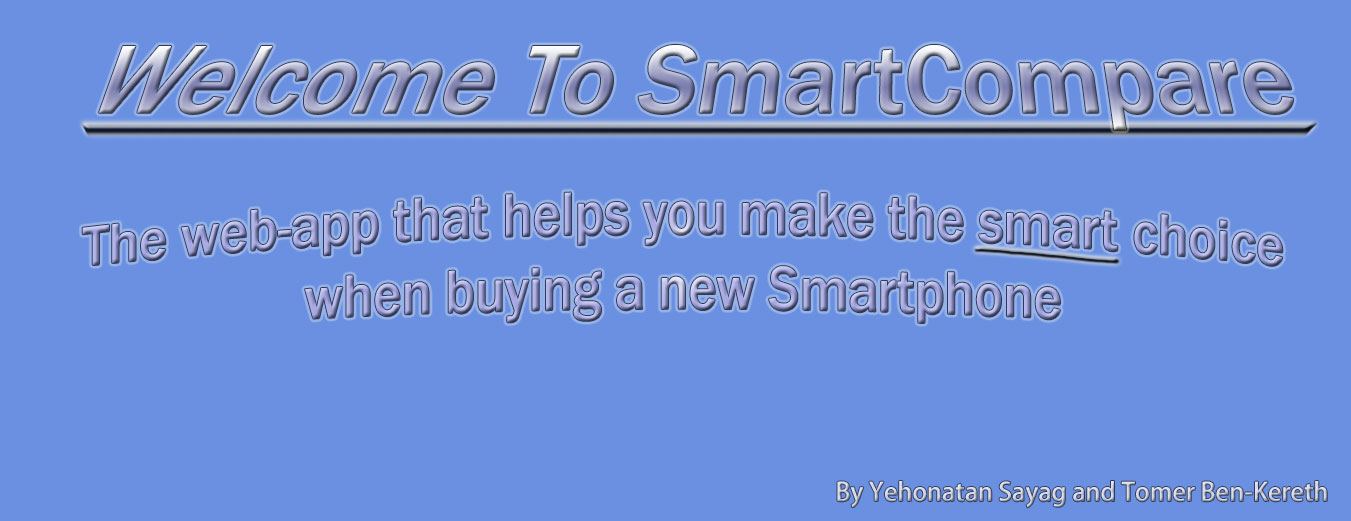 Welcome To SmartCompare
The web-app that helps you make the smart choice
when buying a new Smartphone
By Yehonatan Sayag and Tomer Ben-Kereth